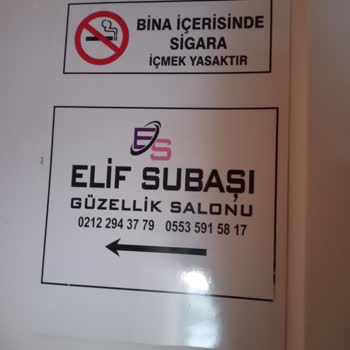 BİNA İÇERİSİNDE
SİGARA
İÇMEK YASAKTIR
ES
ELİF SUBAŞI
GÜZELLİK SALONU
0212 294 37 79 0553 591 58 17